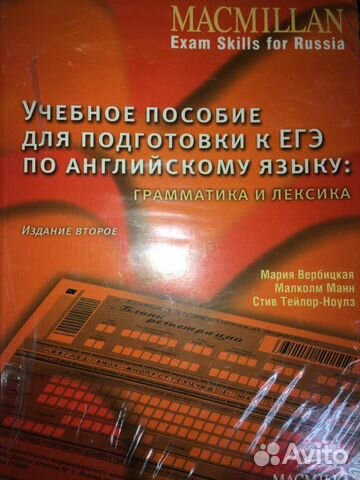 MACMILLAN
Exam Skills for Russia
УЧЕБНОЕ ПОСОБИЕ
ДЛЯ ПОДГОТОВКИ К ЕГЭ
ПО АНГЛИЙСКОМУ ЯЗЫКУ:
ГРАММАТИКА И ЛЕКСИКА
ИЗДАНИЕ ВТОРОЕ
Мария Вербицкая
Малколм Манн
Стив Тейлор-Ноулз
Бланк
регистрации
Avito
MACMILLAN